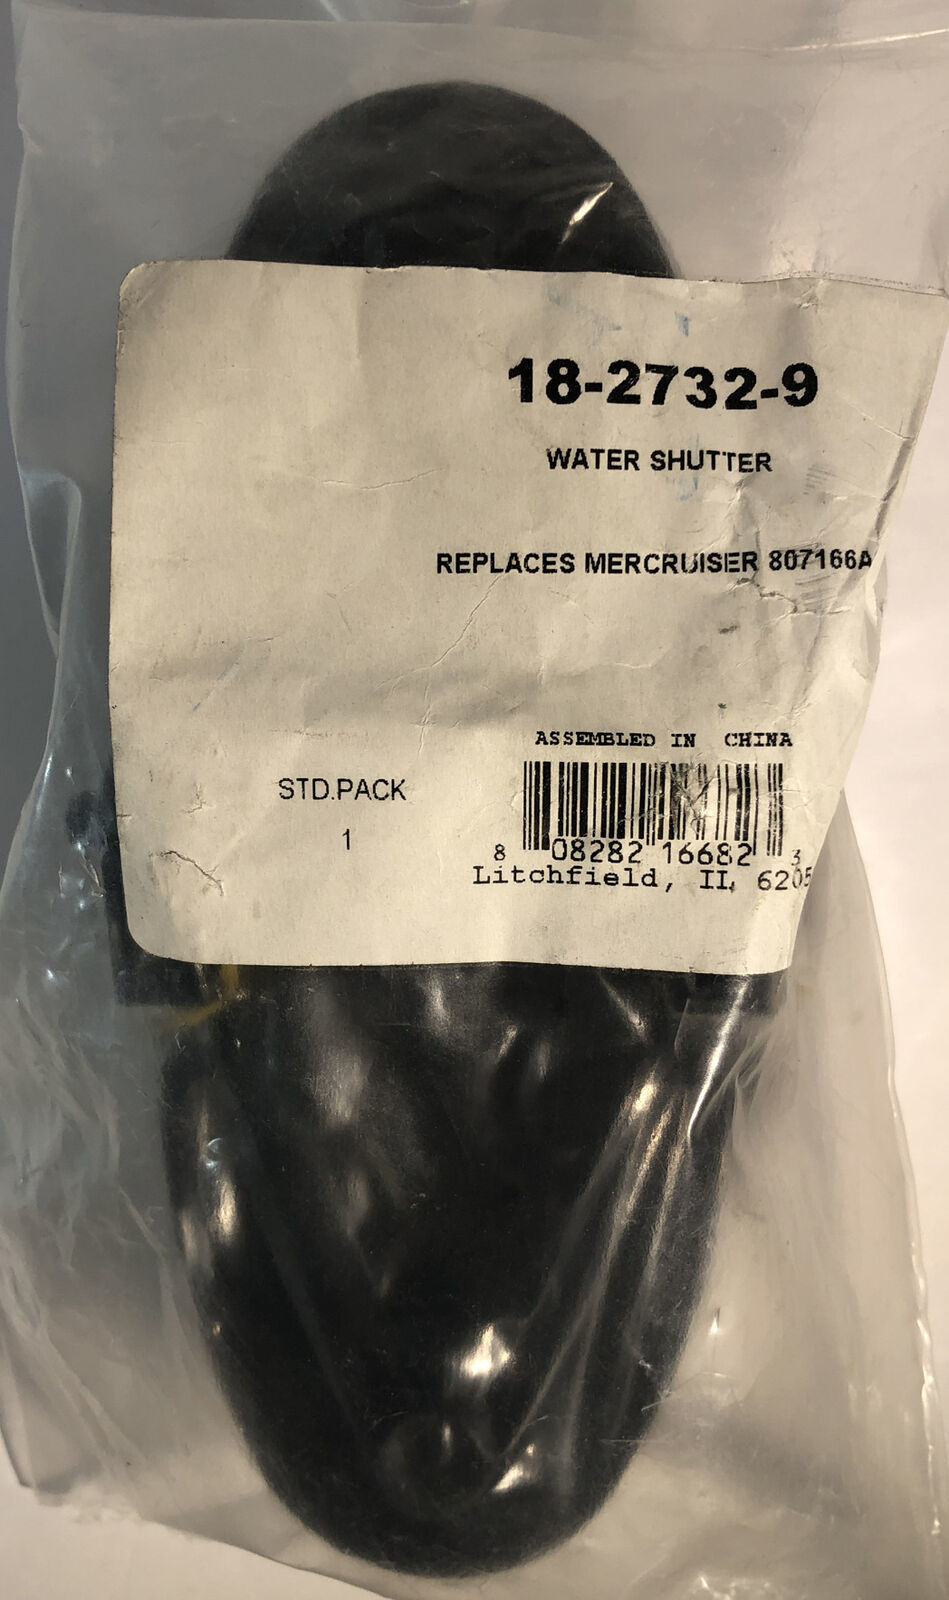 18-2732-9
WATER SHUTTER
REPLACES MERCRUISER 807166A
ASSEMBLED IN CHINA
STD.PACK
1
8 08282 16682 3
Litchfield, IL 6205